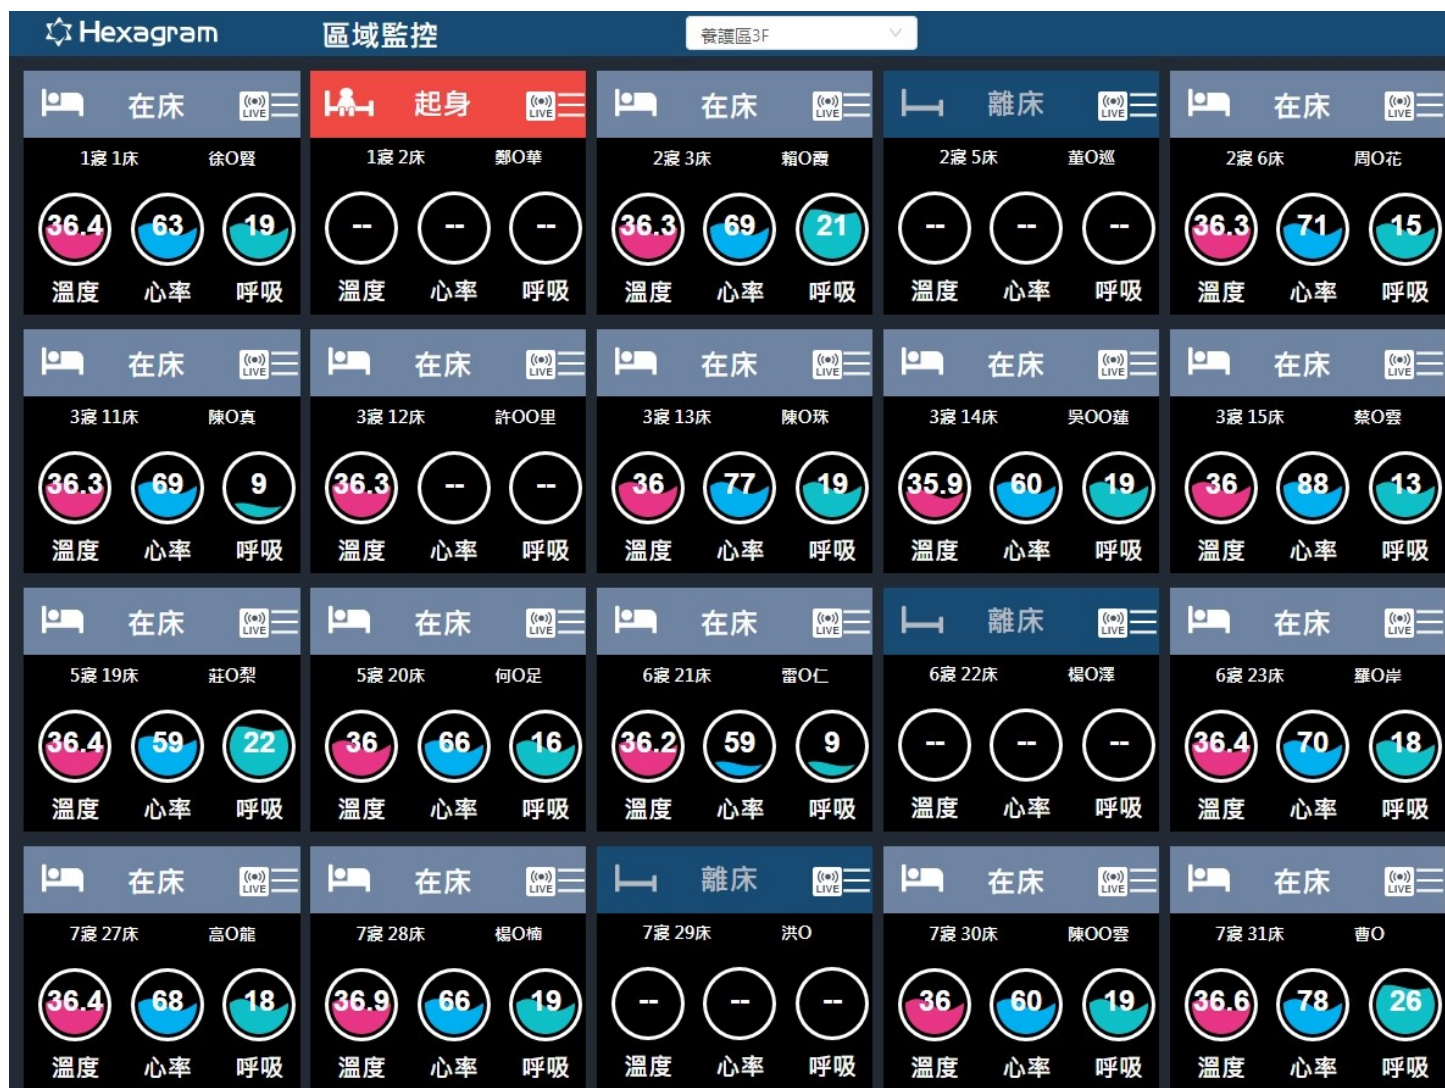 Hexagram 區域監控 養護區3F
在床 LIVE 起身 LIVE 在床 LIVE 離床 LIVE 在床 LIVE
1寢 1床 徐O賢 1寢 2床 鄭O華 2寢 3床 賴O霞 2寢 5床 董O巡 2寢 6床 周O花
36.4 63 19 -- -- -- 36.3 69 21 -- -- -- 36.3 71 15
溫度 心率 呼吸 溫度 心率 呼吸 溫度 心率 呼吸 溫度 心率 呼吸 溫度 心率 呼吸
在床 LIVE 在床 LIVE 在床 LIVE 在床 LIVE 在床 LIVE
3寢 11床 陳O真 3寢 12床 許OO里 3寢 13床 陳O珠 3寢 14床 吳OO蓮 3寢 15床 蔡O雲
36.3 69 9 36.3 -- -- 36 77 19 35.9 60 19 36 88 13
溫度 心率 呼吸 溫度 心率 呼吸 溫度 心率 呼吸 溫度 心率 呼吸 溫度 心率 呼吸
在床 LIVE 在床 LIVE 在床 LIVE 離床 LIVE 在床 LIVE
5寢 19床 莊O梨 5寢 20床 何O足 6寢 21床 雷O仁 6寢 22床 楊O澤 6寢 23床 羅O岸
36.4 59 22 36 66 16 36.2 59 9 -- -- -- 36.4 70 18
溫度 心率 呼吸 溫度 心率 呼吸 溫度 心率 呼吸 溫度 心率 呼吸 溫度 心率 呼吸
在床 LIVE 在床 LIVE 離床 LIVE 在床 LIVE 在床 LIVE
7寢 27床 高O龍 7寢 28床 楊O楠 7寢 29床 洪O 7寢 30床 陳OO雲 7寢 31床 曹O
36.4 68 18 36.9 66 19 -- -- -- 36 60 19 36.6 78 26
溫度 心率 呼吸 溫度 心率 呼吸 溫度 心率 呼吸 溫度 心率 呼吸 溫度 心率 呼吸